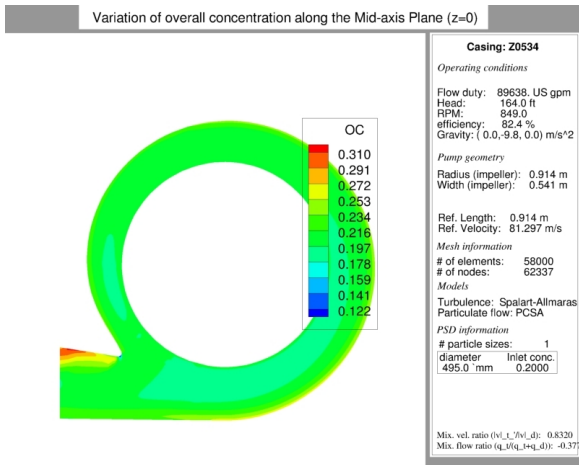 Variation of overall concentration along the Mid-axis Plane (z=0)
OC
0.310
0.291
0.272
0.253
0.234
0.216
0.197
0.178
0.159
0.141
0.122
Casing: Z0534
Operating conditions
Flow duty: 89638. US gpm
Head: 164.0 ft
RPM: 849.0
efficiency: 82.4 %
Gravity: ( 0.0,-9.8, 0.0) m/s^2
Pump geometry
Radius (impeller): 0.914 m
Width (impeller): 0.541 m
Ref. Length: 0.914 m
Ref. Velocity: 81.297 m/s
Mesh information
# of elements: 58000
# of nodes: 62337
Models
Turbulence: Spalart-Allmaras
Particulate flow: PCSA
PSD information
# particle sizes: 1
diameter Inlet conc.
495.0 `mm 0.2000
Mix. vel. ratio (|v|_t_'/|v|_d): 0.8320
Mix. flow ratio (q_t/(q_t+q_d)): -0.377